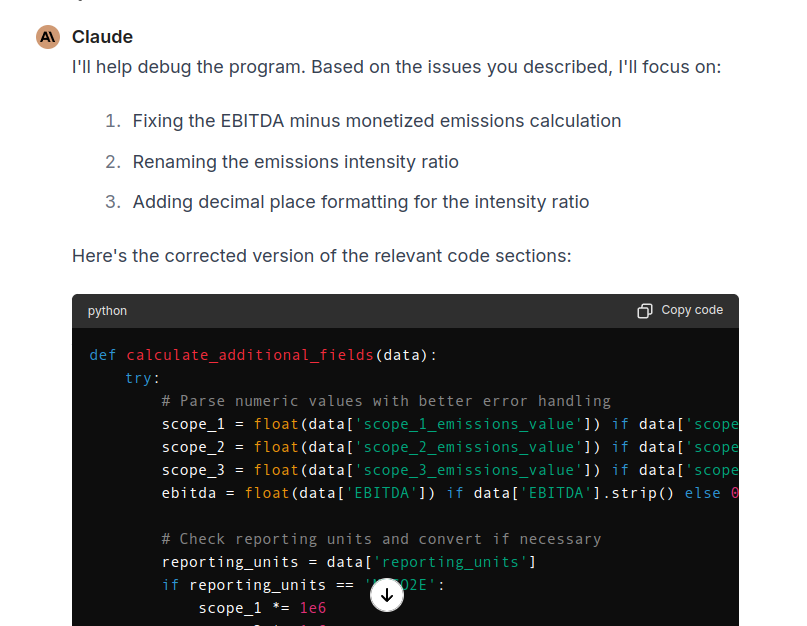 Claude
I'll help debug the program. Based on the issues you described, I'll focus on:
1. Fixing the EBITDA minus monetized emissions calculation
2. Renaming the emissions intensity ratio
3. Adding decimal place formatting for the intensity ratio
Here's the corrected version of the relevant code sections:
python Copy code
def calculate_additional_fields(data):
try:
# Parse numeric values with better error handling
scope_1 = float(data['scope_1_emissions_value']) if data['scope
scope_2 = float(data['scope_2_emissions_value']) if data['scope
scope_3 = float(data['scope_3_emissions_value']) if data['scope
ebitda = float(data['EBITDA']) if data['EBITDA'].strip() else 0
# Check reporting units and convert if necessary
reporting_units = data['reporting_units']
if reporting_units ==
scope_1 *= 1e6